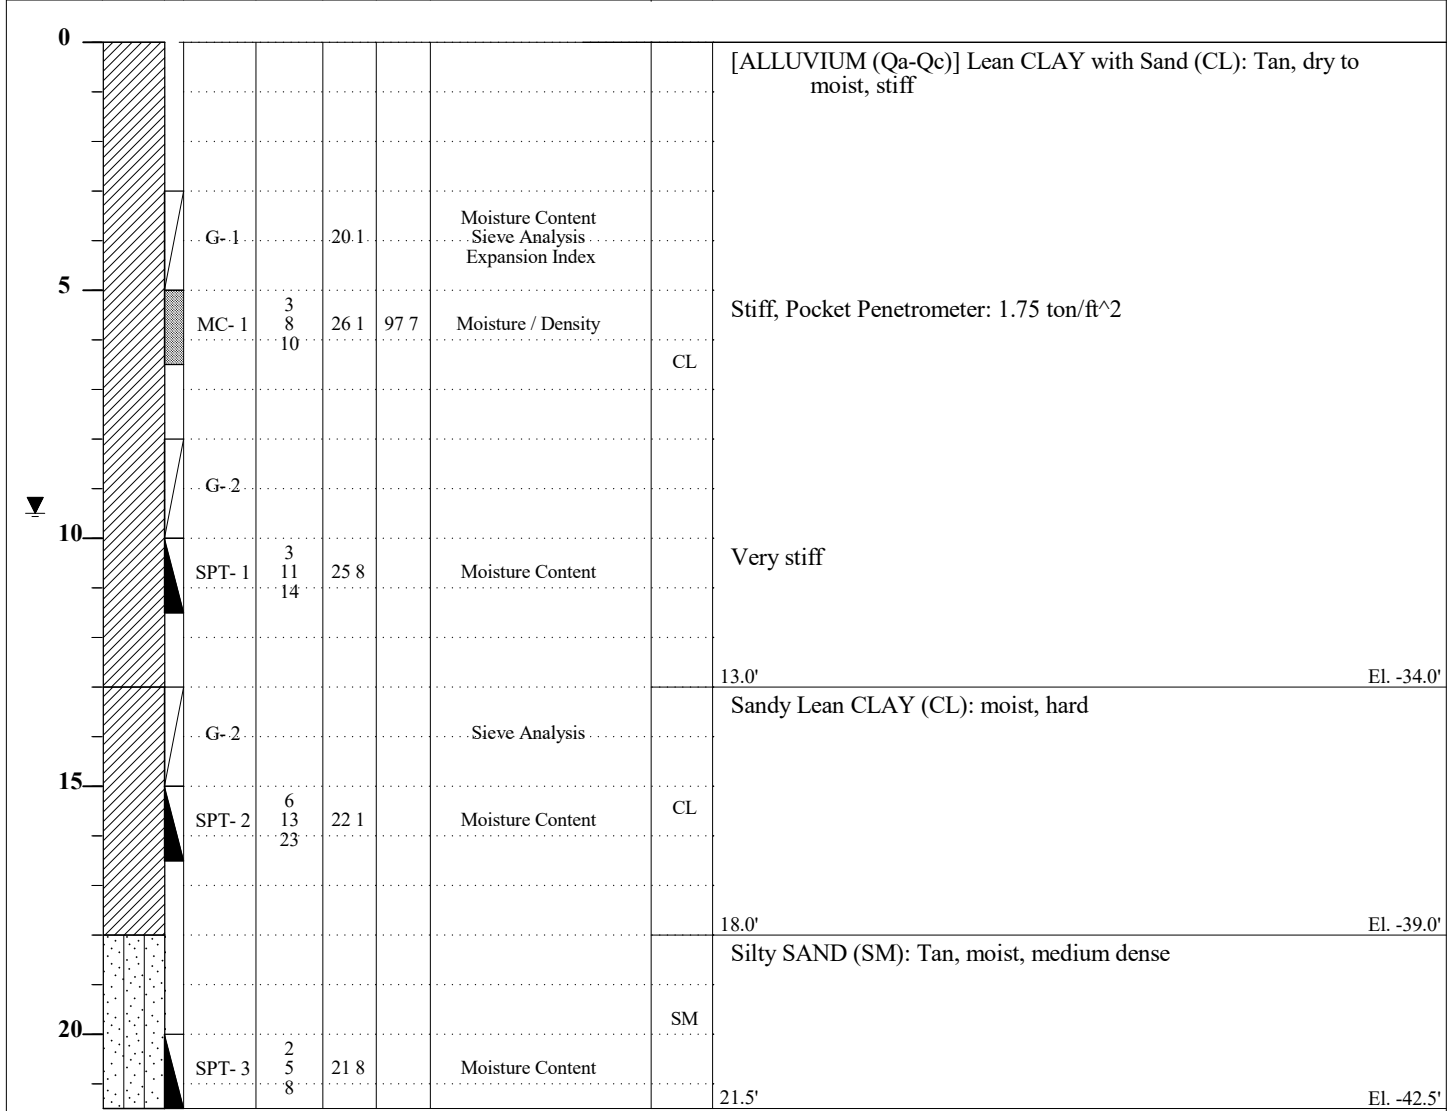 0
[ALLUVIUM (Qa-Qc)] Lean CLAY with Sand (CL): Tan, dry to
moist, stiff
Moisture Content
G- 1 20 1 Sieve Analysis
Expansion Index
5
Stiff, Pocket Penetrometer: 1.75 ton/ft^2
3
MC- 1 8 26 1 97 7 Moisture / Density
10
CL
G- 2
10
3
Very stiff
SPT- 1 11 25 8 Moisture Content
14
13.0' El. -34.0'
Sandy Lean CLAY (CL): moist, hard
G- 2 Sieve Analysis
15
6
CL
SPT- 2 13 22 1 Moisture Content
23
18.0' El. -39.0'
Silty SAND (SM): Tan, moist, medium dense
SM
20
2
SPT- 3 5 21 8 Moisture Content
8
21.5' El. -42.5'